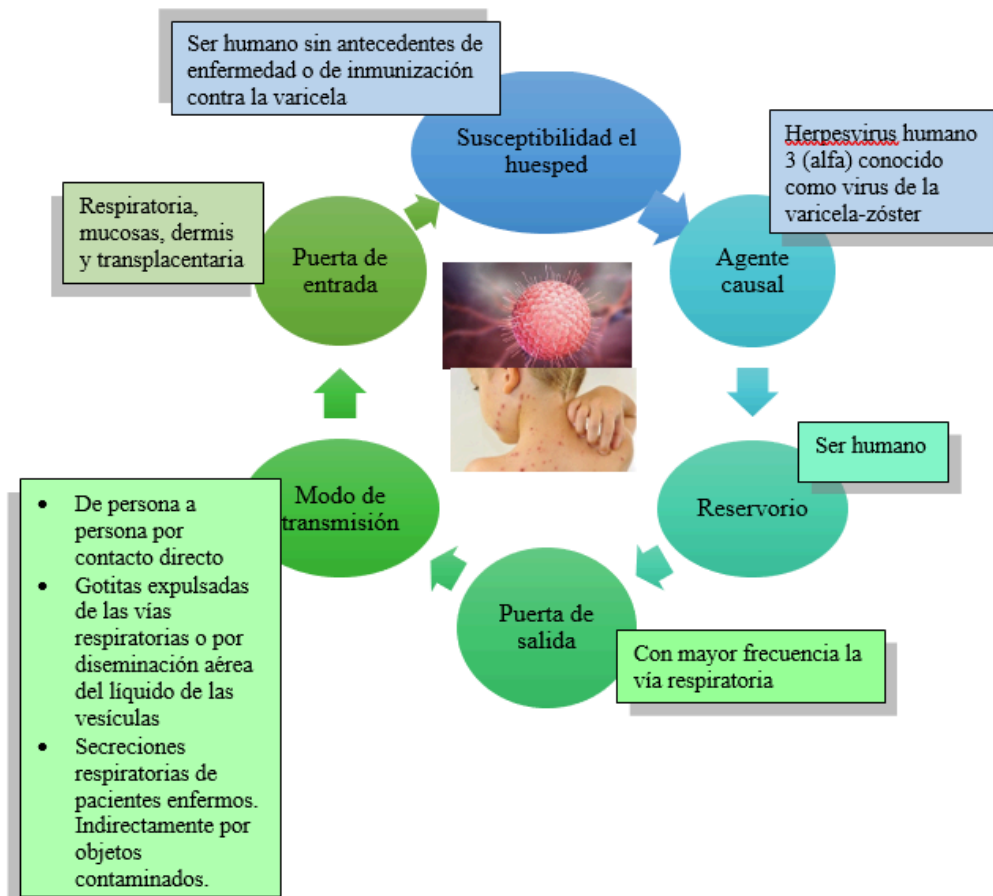 Ser humano sin antecedentes de
enfermedad o de inmunización
contra la varicela
Susceptibilidad el
huesped
Herpesvirus humano
3 (alfa) conocido
como virus de la
varicela-zóster
Agente
causal
Ser humano
Reservorio
Puerta de
salida
Con mayor frecuencia la
vía respiratoria
Modo de
transmisión
• De persona a
persona por
contacto directo
• Gotitas expulsadas
de las vías
respiratorias o por
diseminación aérea
del líquido de las
vesículas
• Secreciones
respiratorias de
pacientes enfermos.
Indirectamente por
objetos
contaminados.
Puerta de
entrada
Respiratoria,
mucosas, dermis
y transplacentaria